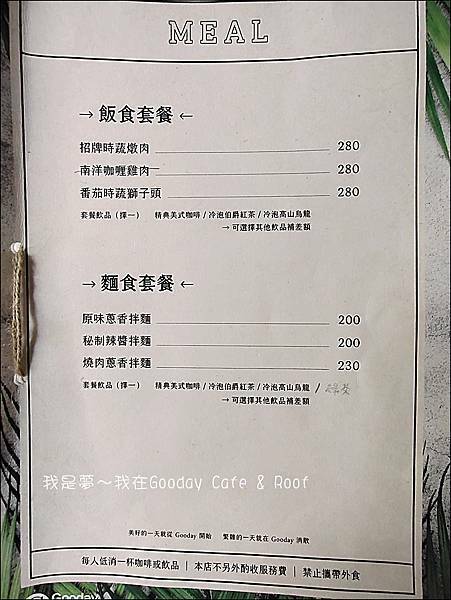 MEAL
→ 飯食套餐 ←
招牌時蔬燉肉 280
南洋咖喱雞肉 280
番茄時蔬獅子頭 280
套餐飲品（擇一） 精典美式咖啡 / 冷泡伯爵紅茶 / 冷泡高山烏龍
→ 可選擇其他飲品補差額
→ 麵食套餐 ←
原味蔥香拌麵 200
秘制辣醬拌麵 200
燒肉蔥香拌麵 230
套餐飲品（擇一） 精典美式咖啡 / 冷泡伯爵紅茶 / 冷泡高山烏龍 /
→ 可選擇其他飲品補差額
我是夢～我在Gooday Cafe & Roof
美好的一天就從 Gooday 開始 繁雜的一天就在 Gooday 消散
每人低消一杯咖啡或飲品 | 本店不另外酌收服務費 | 禁止攜帶外食
Gooday